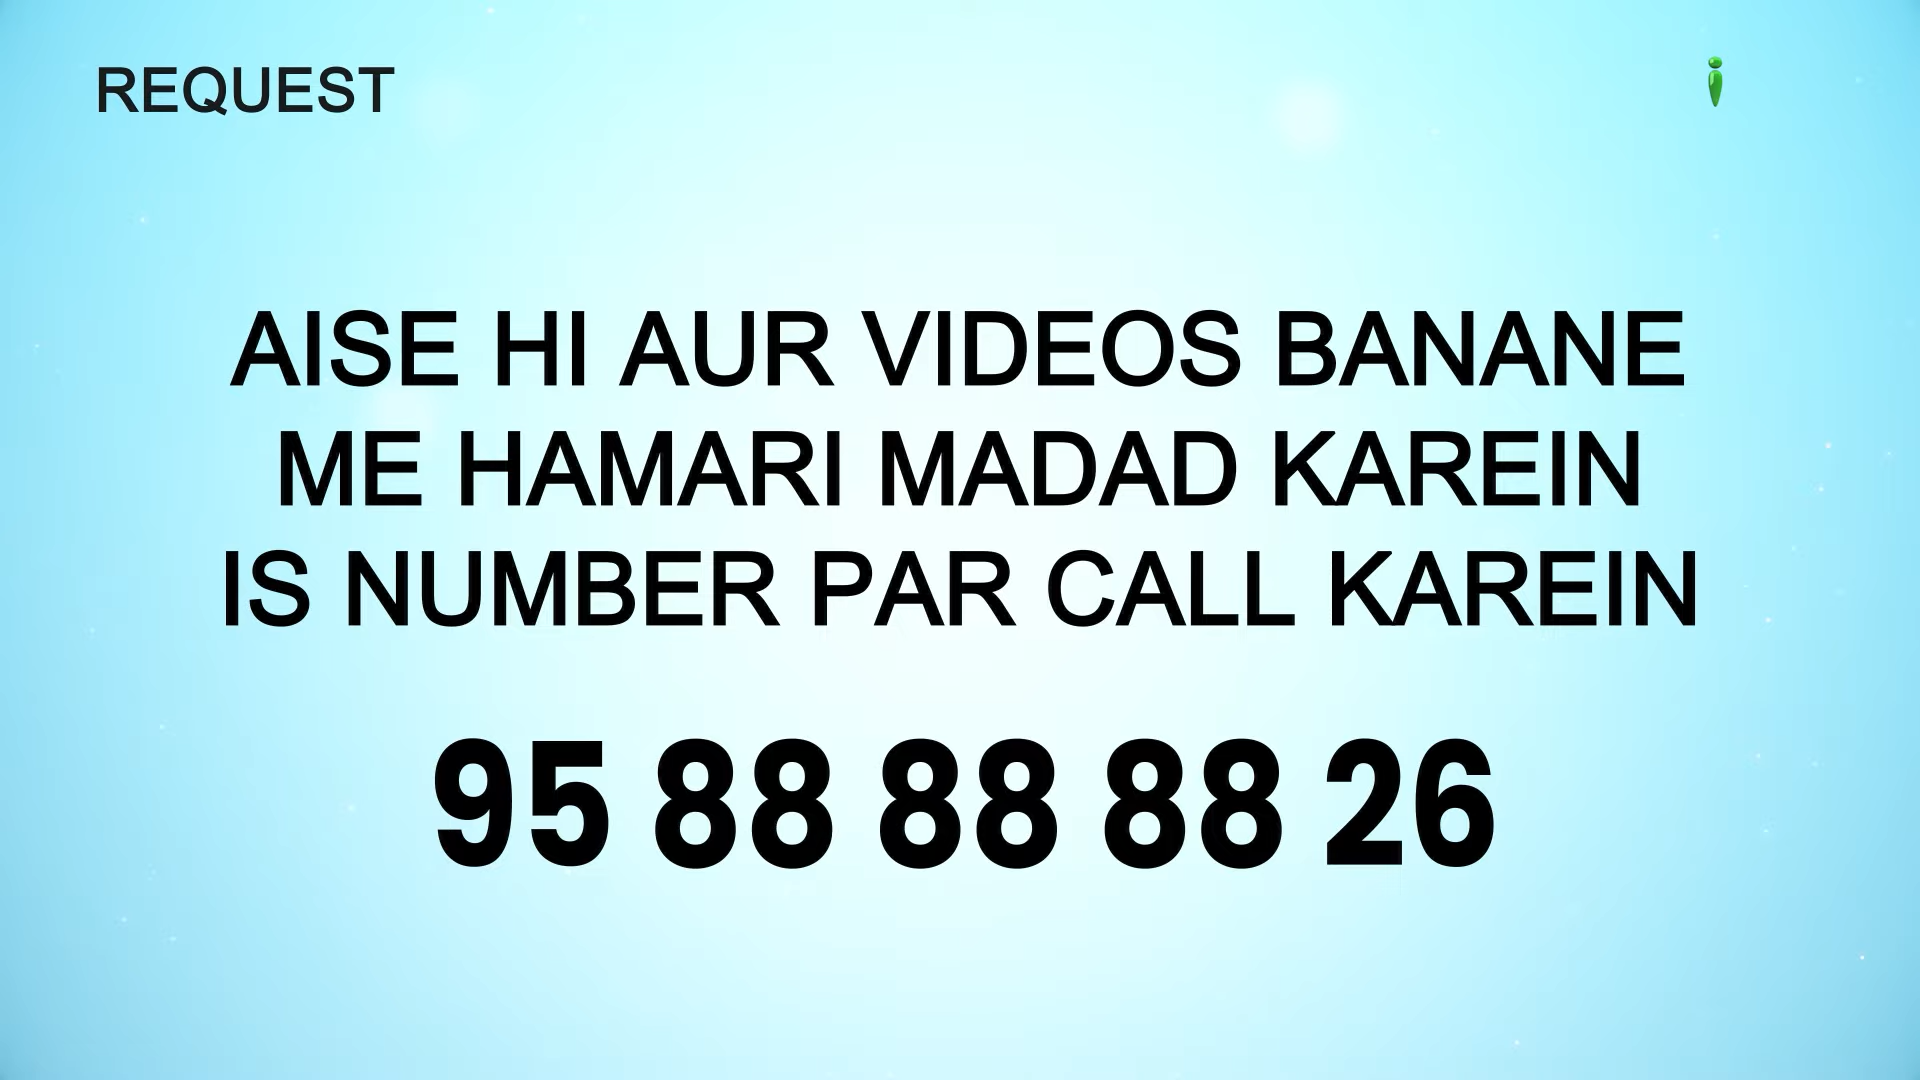 REQUEST
AISE HI AUR VIDEOS BANANE
ME HAMARI MADAD KAREIN
IS NUMBER PAR CALL KAREIN
95 88 88 88 26